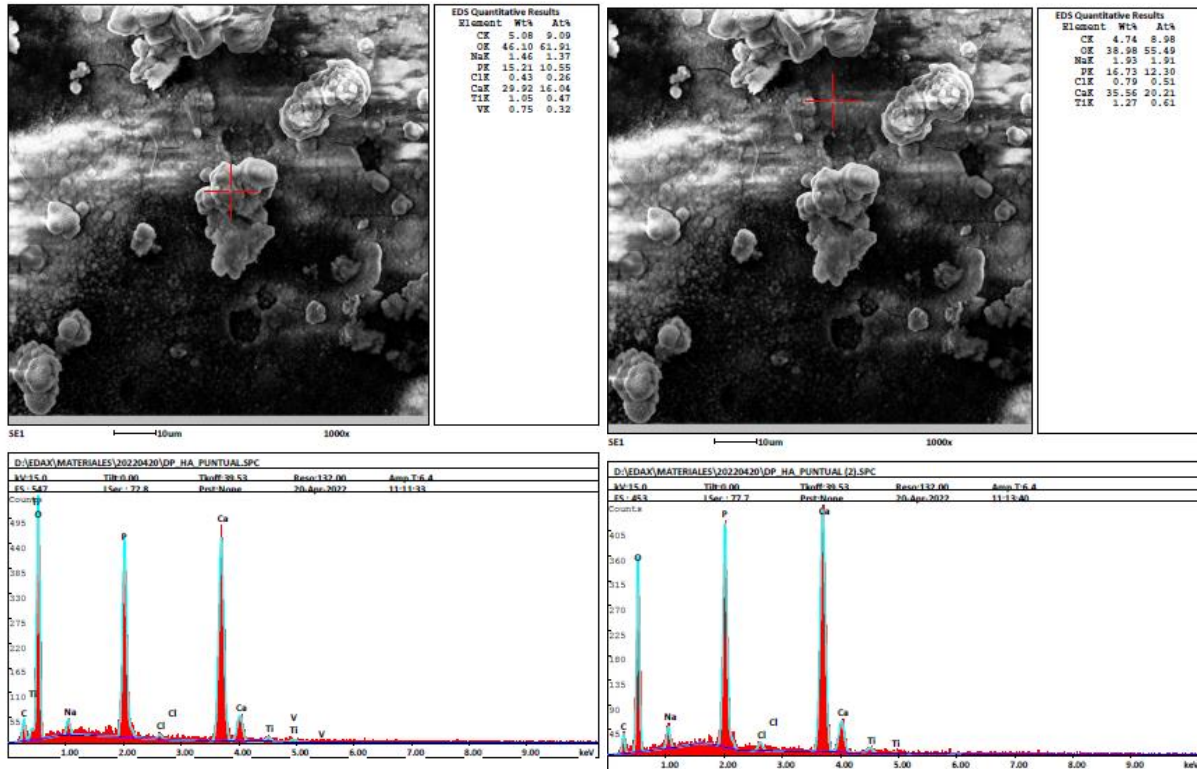 EDS Quantitative Results
Element Wt% At%
CK 5.08 9.09
OK 46.10 61.91
NaK 1.46 1.37
PK 15.21 10.55
ClK 0.43 0.26
CaK 29.92 16.04
TiK 1.05 0.47
VK 0.75 0.32
SE1 10um 1000x
D:\EDAX\MATERIALES\20220420\DP_HA_PUNTUAL.SPC
kV:15.0 Tilt:0.00 Tkoff:39.53 Reso:132.00 Amp.T:6.4
FS : 547 LSec : 72.8 Prst:None 20-Apr-2022 11:11:33
Counts
Ti
O
495
440
385
330
275
220
165
110
55
Ti
C
Na
P
Cl
Cl
Ca
Ca
Ti
V
Ti
V
1.00 2.00 3.00 4.00 5.00 6.00 7.00 8.00 9.00 keV
EDS Quantitative Results
Element Wt% At%
CK 4.74 8.98
OK 38.98 55.49
NaK 1.93 1.91
PK 16.73 12.30
ClK 0.79 0.51
CaK 35.56 20.21
TiK 1.27 0.61
SE1 10um 1000x
D:\EDAX\MATERIALES\20220420\DP_HA_PUNTUAL (2).SPC
kV:15.0 Tilt:0.00 Tkoff:39.53 Reso:132.00 Amp.T:6.4
FS : 453 LSec : 77.7 Prst:None 20-Apr-2022 11:13:40
Counts
405
360
315
270
225
180
135
90
45
C
O
Na
P
Cl
Cl
Ca
Ca
Ti
Ti
1.00 2.00 3.00 4.00 5.00 6.00 7.00 8.00 9.00 keV